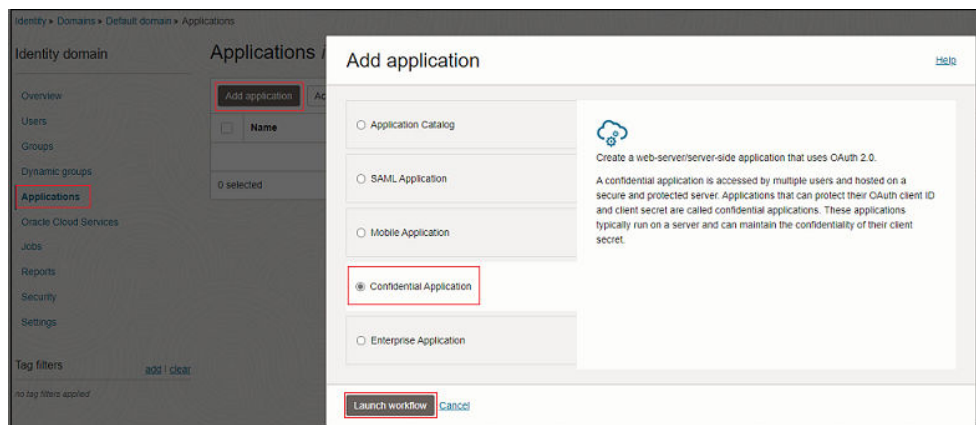 Identity > Domains > Default domain > Applications
Identity domain
Overview
Users
Groups
Dynamic groups
Applications
Oracle Cloud Services
Jobs
Reports
Security
Settings
Tag filters add | clear
no tag filters applied
Applications
Add application
Name
0 selected
Add application
Help
Application Catalog
SAML Application
Mobile Application
Confidential Application
Enterprise Application
Create a web-server/server-side application that uses OAuth 2.0.
A confidential application is accessed by multiple users and hosted on a
secure and protected server. Applications that can protect their OAuth client ID
and client secret are called confidential applications. These applications
typically run on a server and can maintain the confidentiality of their client
secret.
Launch workflow Cancel